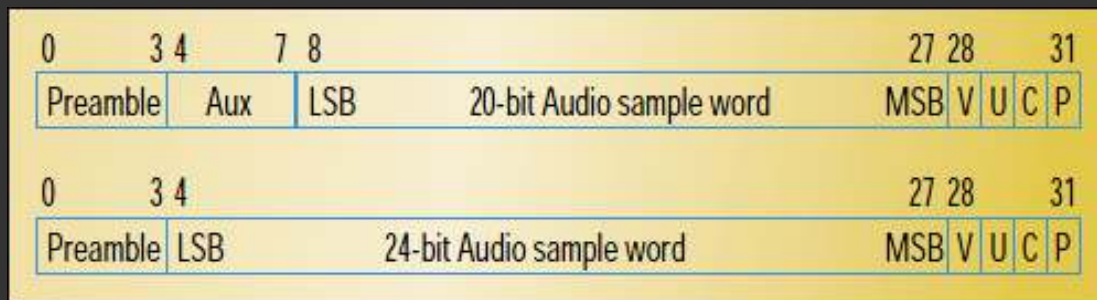 0 3 4 7 8 27 28 31
Preamble Aux LSB 20-bit Audio sample word MSB V U C P
0 3 4 27 28 31
Preamble LSB 24-bit Audio sample word MSB V U C P